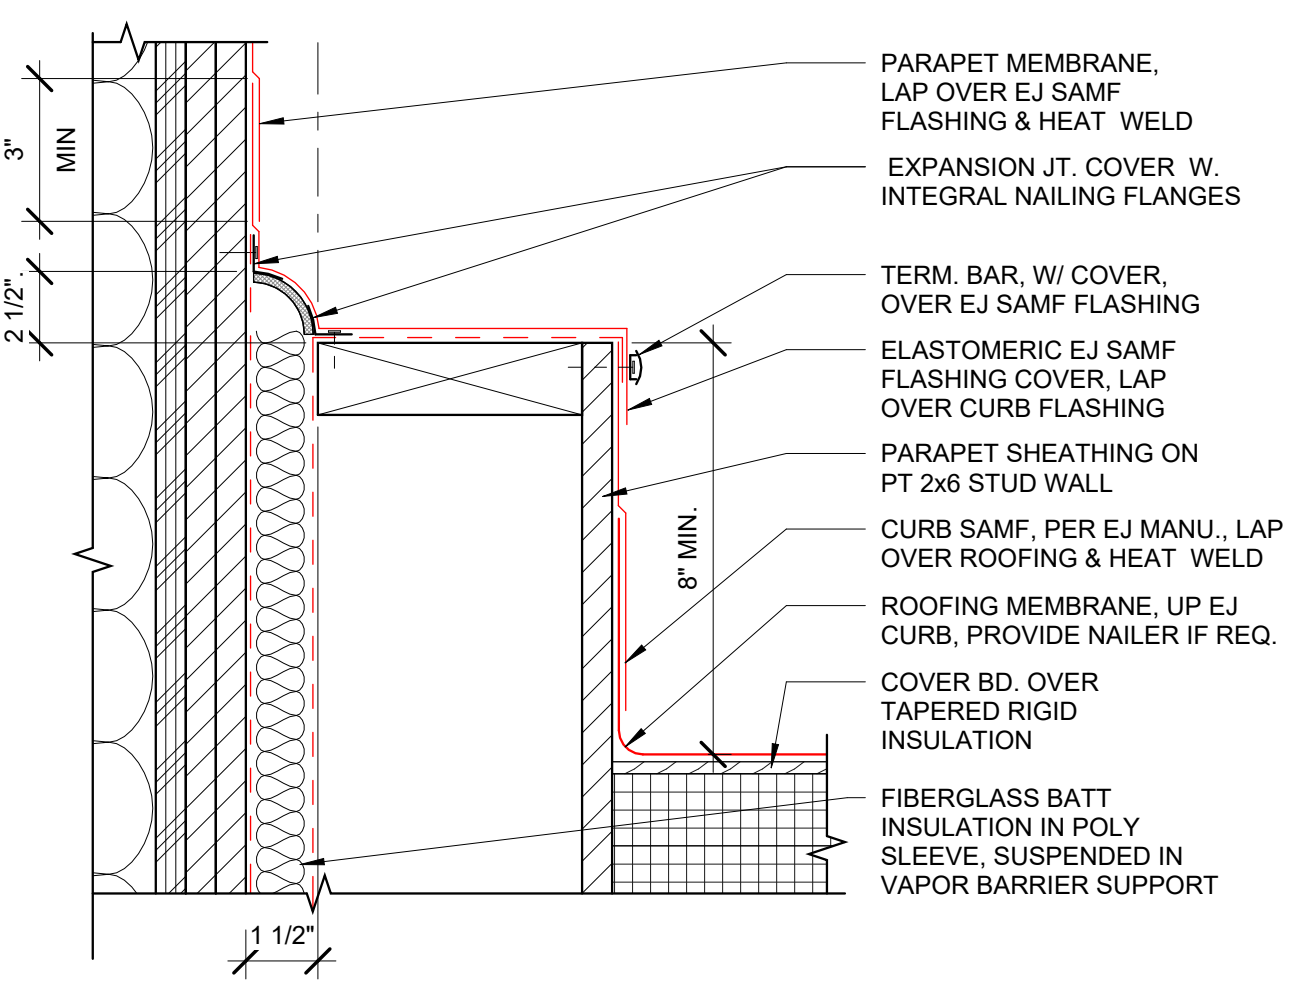 PARAPET MEMBRANE,
LAP OVER EJ SAMF
FLASHING & HEAT WELD
EXPANSION JT. COVER W.
INTEGRAL NAILING FLANGES
TERM. BAR, W/ COVER,
OVER EJ SAMF FLASHING
ELASTOMERIC EJ SAMF
FLASHING COVER, LAP
OVER CURB FLASHING
PARAPET SHEATHING ON
PT 2x6 STUD WALL
CURB SAMF, PER EJ MANU., LAP
OVER ROOFING & HEAT WELD
ROOFING MEMBRANE, UP EJ
CURB, PROVIDE NAILER IF REQ.
COVER BD. OVER
TAPERED RIGID
INSULATION
FIBERGLASS BATT
INSULATION IN POLY
SLEEVE, SUSPENDED IN
VAPOR BARRIER SUPPORT
3"
MIN
2 1/2".
8" MIN.
1 1/2"